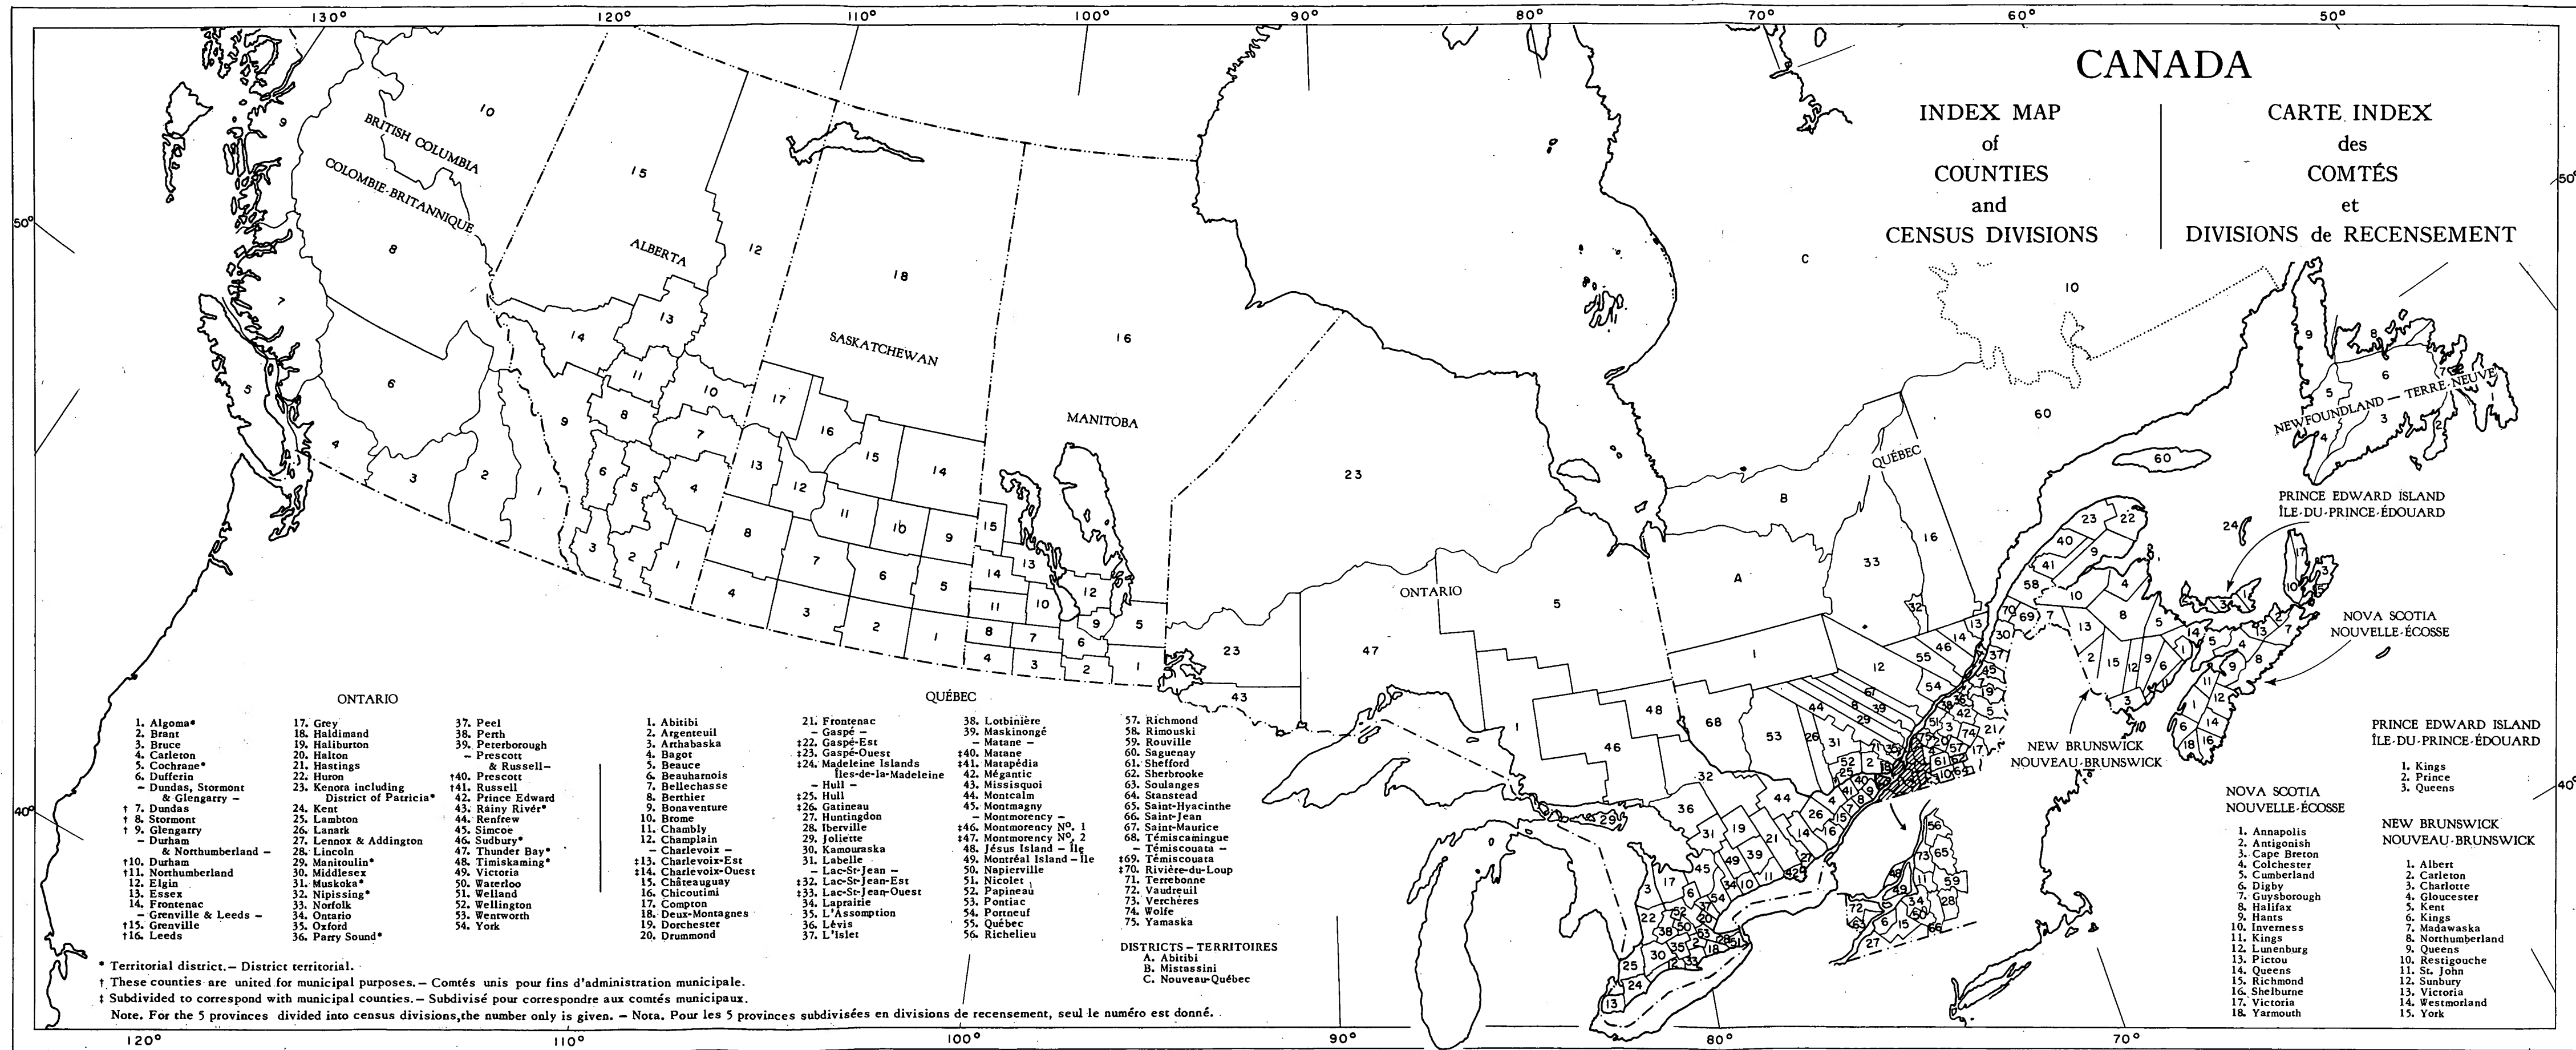 130°
120°
110°
100°
90°
80°
70°
60°
50°
CANADA
INDEX MAP
of
COUNTIES
and
CENSUS DIVISIONS
CARTE INDEX
des
COMTÉS
et
DIVISIONS de RECENSEMENT
50°
50°
40°
40°
BRITISH COLUMBIA
COLOMBIE-BRITANNIQUE
ALBERTA
SASKATCHEWAN
MANITOBA
ONTARIO
QUÉBEC
NEWFOUNDLAND — TERRE-NEUVE
PRINCE EDWARD ISLAND
ÎLE-DU-PRINCE-ÉDOUARD
NOVA SCOTIA
NOUVELLE-ÉCOSSE
NEW BRUNSWICK
NOUVEAU-BRUNSWICK
ONTARIO
1. Algoma*
2. Brant
3. Bruce
4. Carleton
5. Cochrane*
6. Dufferin
– Dundas, Stormont
& Glengarry –
† 7. Dundas
† 8. Stormont
† 9. Glengarry
– Durham
& Northumberland –
†10. Durham
†11. Northumberland
12. Elgin
13. Essex
14. Frontenac
– Grenville & Leeds –
†15. Grenville
†16. Leeds
17. Grey
18. Haldimand
19. Haliburton
20. Halton
21. Hastings
22. Huron
23. Kenora including
District of Patricia*
24. Kent
25. Lambton
26. Lanark
27. Lennox & Addington
28. Lincoln
29. Manitoulin*
30. Middlesex
31. Muskoka*
32. Nipissing*
33. Norfolk
34. Ontario
35. Oxford
36. Parry Sound*
37. Peel
38. Perth
39. Peterborough
– Prescott
& Russell–
†40. Prescott
†41. Russell
42. Prince Edward
43. Rainy River*
44. Renfrew
45. Simcoe
46. Sudbury*
47. Thunder Bay*
48. Timiskaming*
49. Victoria
50. Waterloo
51. Welland
52. Wellington
53. Wentworth
54. York
QUÉBEC
1. Abitibi
2. Argenteuil
3. Arthabaska
4. Bagot
5. Beauce
6. Beauharnois
7. Bellechasse
8. Berthier
9. Bonaventure
10. Brome
11. Chambly
12. Champlain
– Charlevoix –
‡13. Charlevoix-Est
‡14. Charlevoix-Ouest
15. Châteauguay
16. Chicoutimi
17. Compton
18. Deux-Montagnes
19. Dorchester
20. Drummond
21. Frontenac
– Gaspé –
‡22. Gaspé-Est
‡23. Gaspé-Ouest
‡24. Madeleine Islands
Îles-de-la-Madeleine
– Hull –
‡25. Hull
‡26. Gatineau
27. Huntingdon
28. Iberville
29. Joliette
30. Kamouraska
31. Labelle
– Lac-St-Jean –
‡32. Lac-St-Jean-Est
‡33. Lac-St-Jean-Ouest
34. Laprairie
35. L'Assomption
36. Lévis
37. L'Islet
38. Lotbinière
39. Maskinongé
– Matane –
‡40. Matane
‡41. Matapédia
42. Mégantic
43. Missisquoi
44. Montcalm
45. Montmagny
– Montmorency –
‡46. Montmorency No. 1
‡47. Montmorency No. 2
48. Jésus Island – Île
49. Montréal Island – Île
50. Napierville
51. Nicolet
52. Papineau
53. Pontiac
54. Portneuf
55. Québec
56. Richelieu
57. Richmond
58. Rimouski
59. Rouville
60. Saguenay
61. Shefford
62. Sherbrooke
63. Soulanges
64. Stanstead
65. Saint-Hyacinthe
66. Saint-Jean
67. Saint-Maurice
68. Témiscamingue
– Témiscouata –
‡69. Témiscouata
‡70. Rivière-du-Loup
71. Terrebonne
72. Vaudreuil
73. Verchères
74. Wolfe
75. Yamaska
DISTRICTS – TERRITOIRES
A. Abitibi
B. Mistassini
C. Nouveau-Québec
* Territorial district. – District territorial.
† These counties are united for municipal purposes. – Comtés unis pour fins d'administration municipale.
‡ Subdivided to correspond with municipal counties. – Subdivisé pour correspondre aux comtés municipaux.
Note. For the 5 provinces divided into census divisions, the number only is given. – Nota. Pour les 5 provinces subdivisées en divisions de recensement, seul le numéro est donné.
NOVA SCOTIA
NOUVELLE-ÉCOSSE
1. Annapolis
2. Antigonish
3. Cape Breton
4. Colchester
5. Cumberland
6. Digby
7. Guysborough
8. Halifax
9. Hants
10. Inverness
11. Kings
12. Lunenburg
13. Pictou
14. Queens
15. Richmond
16. Shelburne
17. Victoria
18. Yarmouth
PRINCE EDWARD ISLAND
ÎLE-DU-PRINCE-ÉDOUARD
1. Kings
2. Prince
3. Queens
NEW BRUNSWICK
NOUVEAU-BRUNSWICK
1. Albert
2. Carleton
3. Charlotte
4. Gloucester
5. Kent
6. Kings
7. Madawaska
8. Northumberland
9. Queens
10. Restigouche
11. St. John
12. Sunbury
13. Victoria
14. Westmorland
15. York
120°
110°
100°
90°
80°
70°